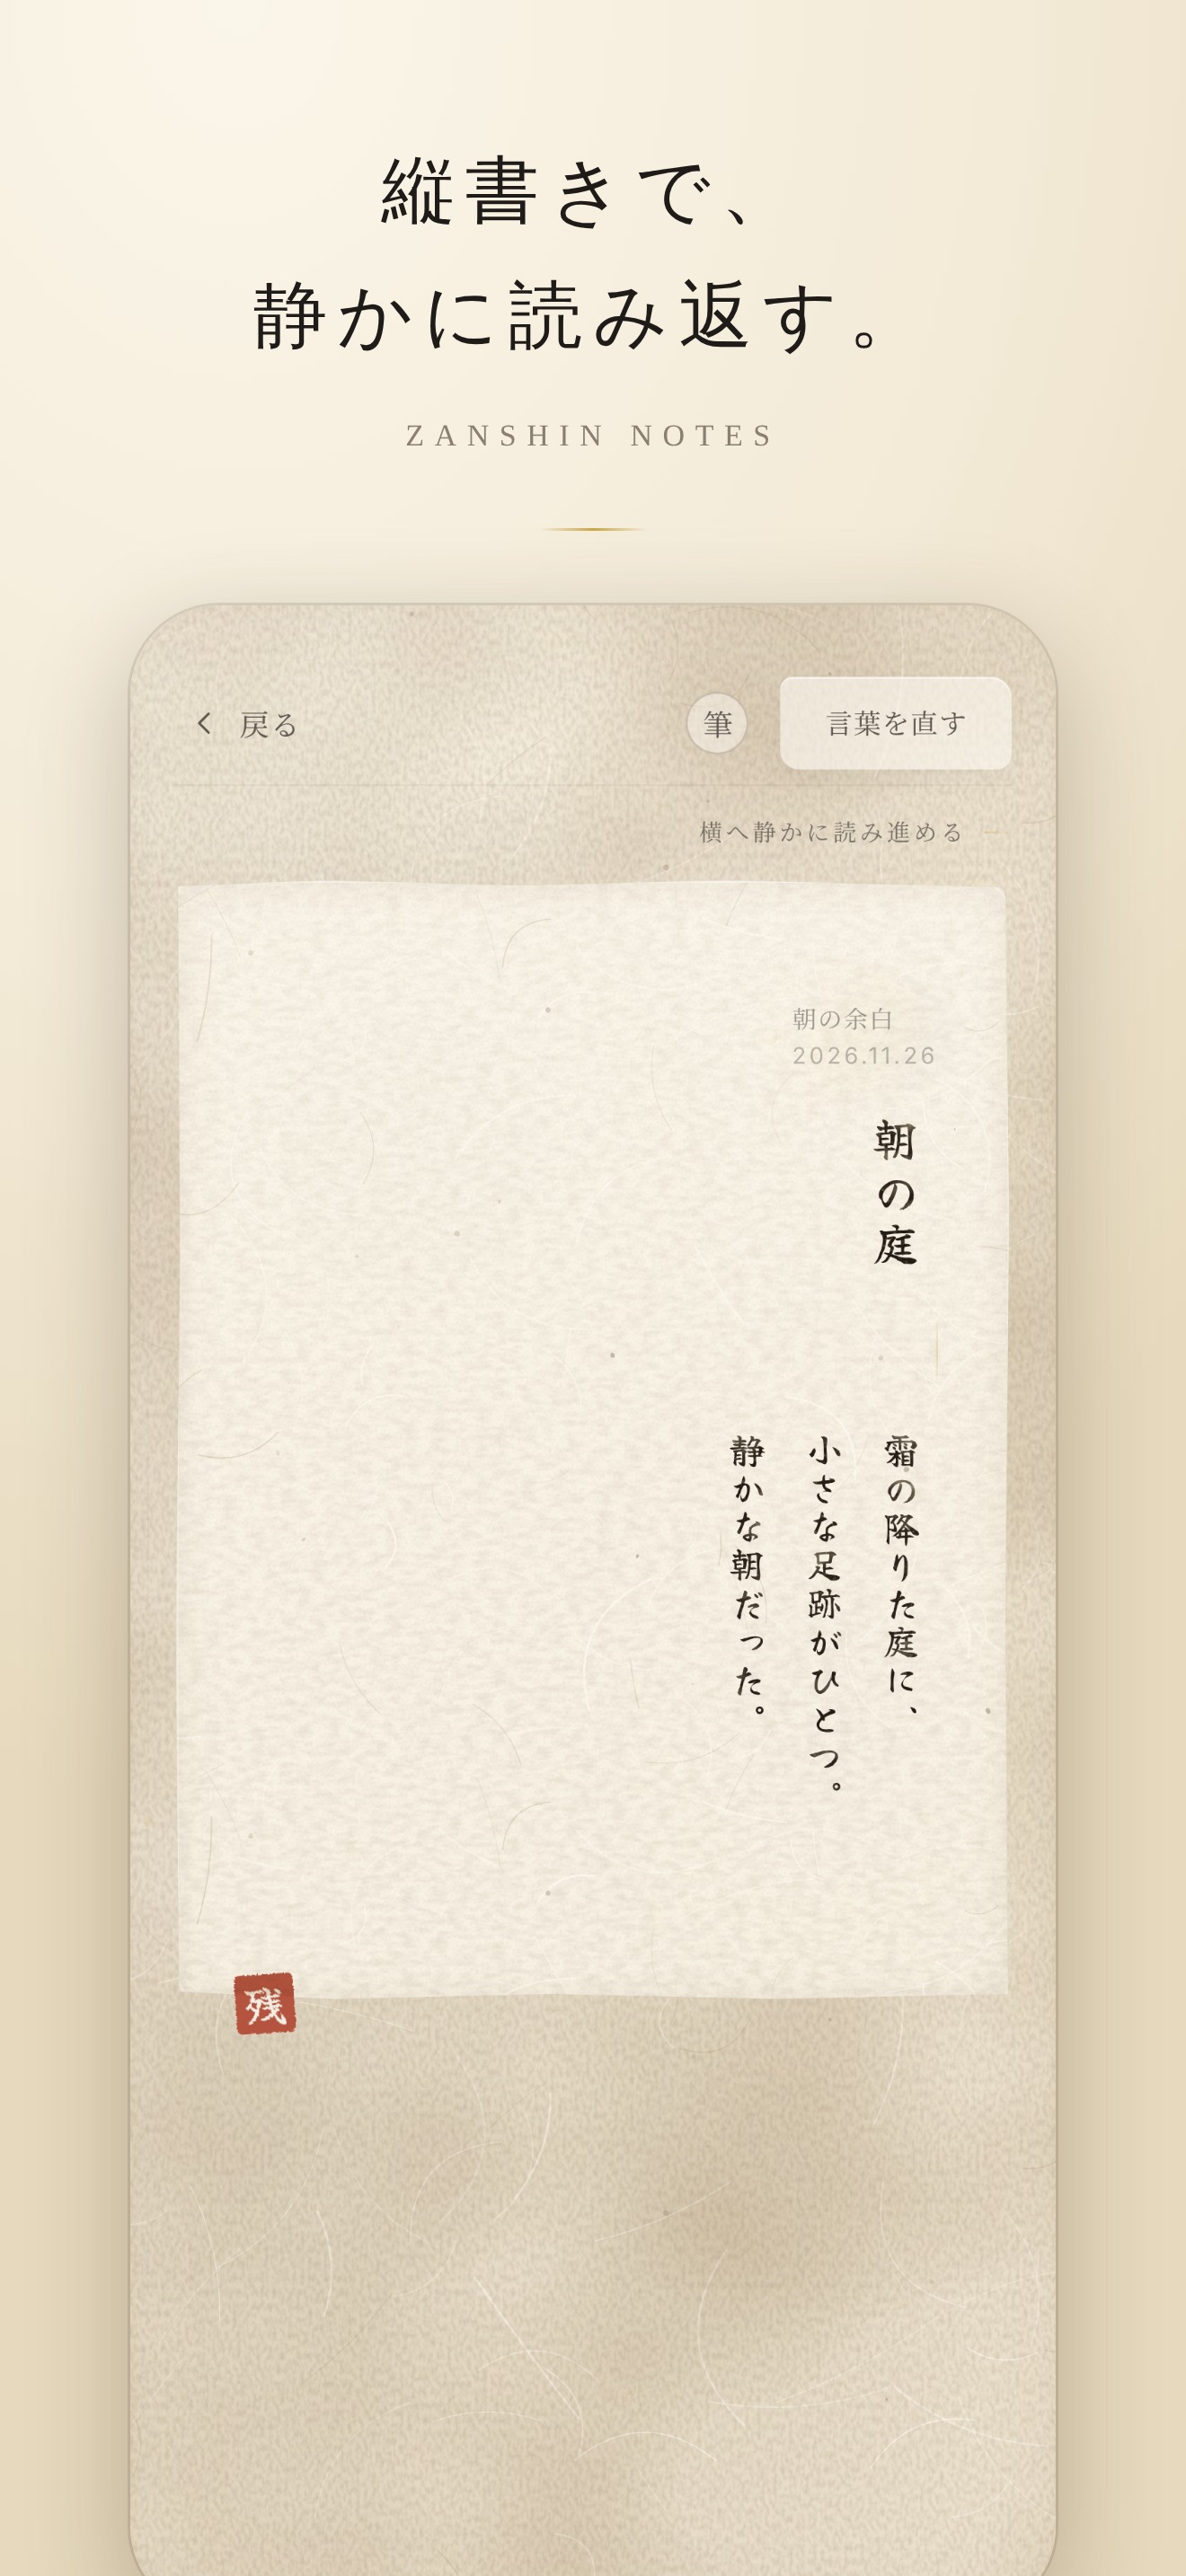 縦書きで、
静かに読み返す。
ZANSHIN NOTES
戻る
筆
言葉を直す
横へ静かに読み進める
朝の余白
2026.11.26
朝の庭
霜の降りた庭に、
小さな足跡がひとつ。
静かな朝だった。
残